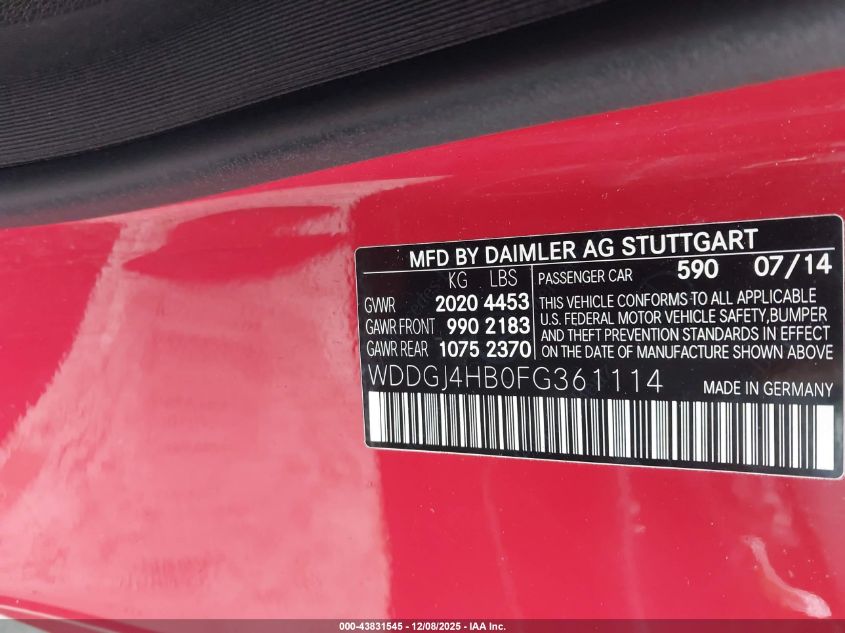 MFD BY DAIMLER AG STUTTGART
KG LBS
GVWR 2020 4453
GAWR FRONT 990 2183
GAWR REAR 1075 2370
PASSENGER CAR 590 07/14
THIS VEHICLE CONFORMS TO ALL APPLICABLE
U.S. FEDERAL MOTOR VEHICLE SAFETY,BUMPER
AND THEFT PREVENTION STANDARDS IN EFFECT
ON THE DATE OF MANUFACTURE SHOWN ABOVE
WDDGJ4HB0FG361114
MADE IN GERMANY
000-43831545 - 12/08/2025 - IAA Inc.